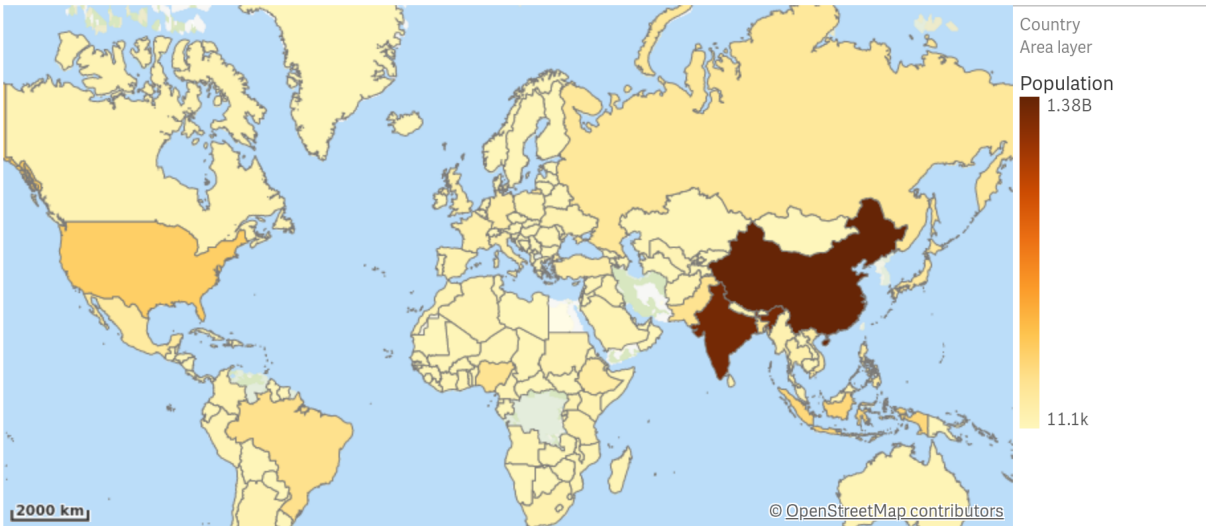 Country
Area layer
Population
1.38B
11.1k
2000 km
© OpenStreetMap contributors